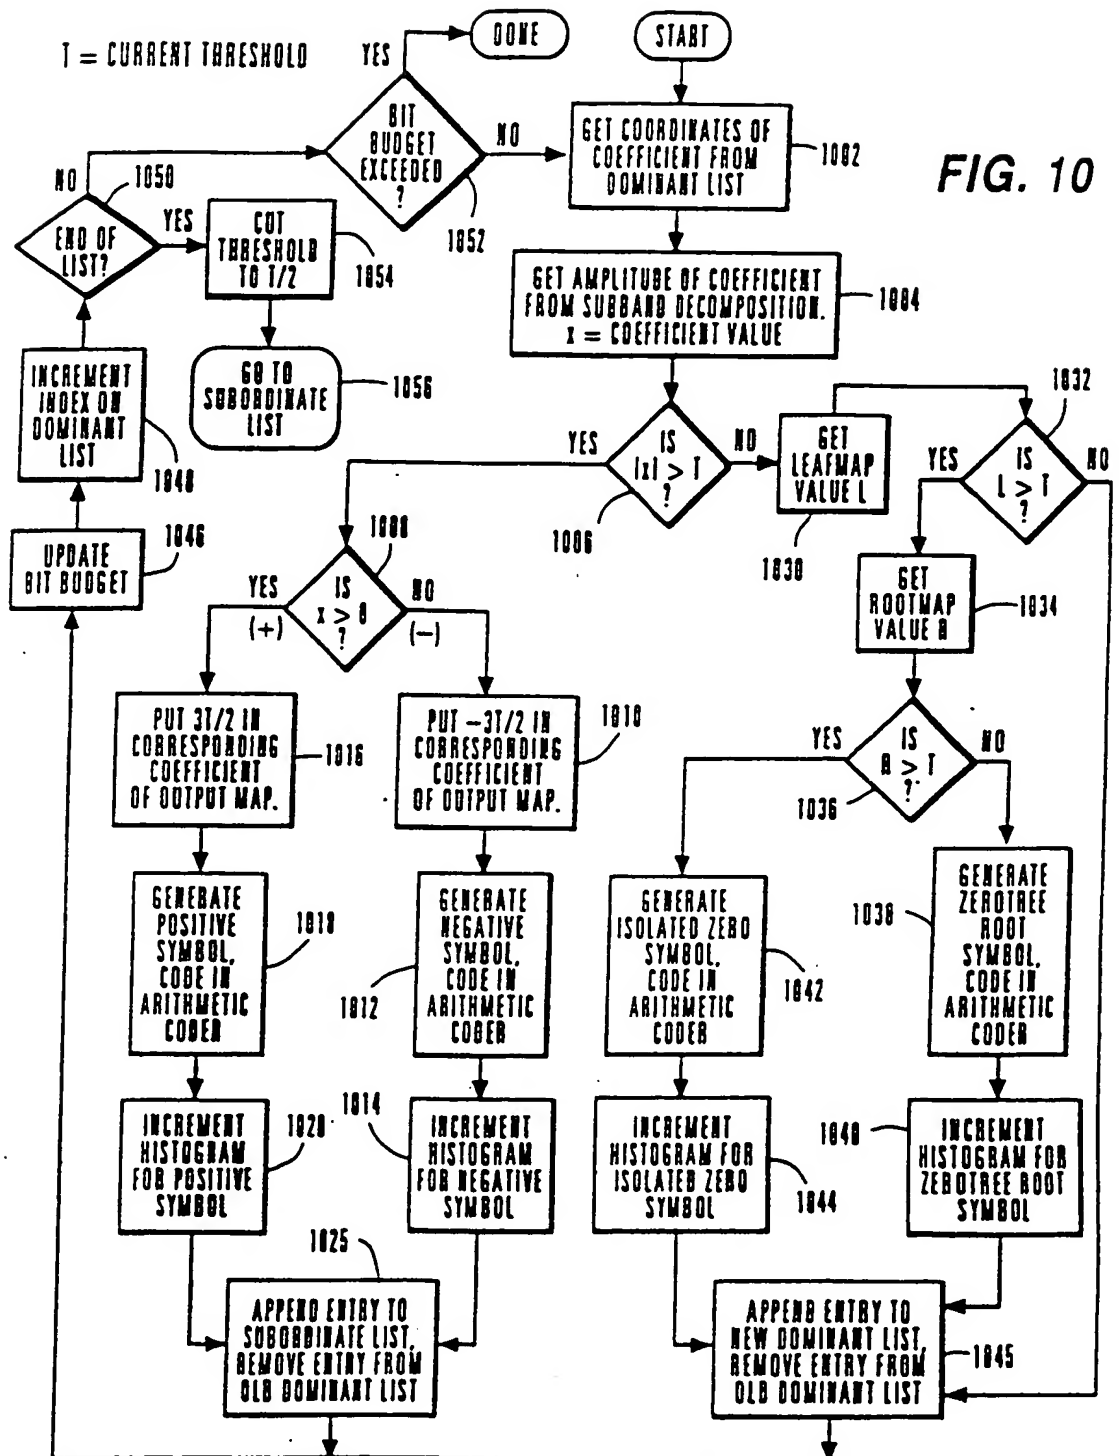 T = CURRENT THRESHOLD
YES
DONE
START
BIT
BUDGET
EXCEEDED
?
NO
1052
GET COORDINATES OF
COEFFICIENT FROM
DOMINANT LIST
1002
FIG. 10
NO
1050
END OF
LIST?
YES
CUT
THRESHOLD
TO T/2
1054
GO TO
SUBORDINATE
LIST
1056
GET AMPLITUDE OF COEFFICIENT
FROM SUBBAND DECOMPOSITION.
X = COEFFICIENT VALUE
1004
INCREMENT
INDEX ON
DOMINANT
LIST
1048
UPDATE
BIT BUDGET
1046
YES
IS
|x| > T
?
NO
1006
GET
LEAFMAP
VALUE L
1030
1032
YES
IS
L > T
?
NO
GET
ROOTMAP
VALUE R
1034
1008
YES
(+)
IS
x > 0
?
NO
(−)
PUT 3T/2 IN
CORRESPONDING
COEFFICIENT
OF OUTPUT MAP.
1016
PUT −3T/2 IN
CORRESPONDING
COEFFICIENT
OF OUTPUT MAP.
1010
YES
IS
R > T
?
NO
1036
GENERATE
POSITIVE
SYMBOL,
CODE IN
ARITHMETIC
CODER
1018
GENERATE
NEGATIVE
SYMBOL,
CODE IN
ARITHMETIC
CODER
1012
GENERATE
ISOLATED ZERO
SYMBOL,
CODE IN
ARITHMETIC
CODER
1042
GENERATE
ZEROTREE
ROOT
SYMBOL,
CODE IN
ARITHMETIC
CODER
1038
INCREMENT
HISTOGRAM
FOR POSITIVE
SYMBOL
1020
INCREMENT
HISTOGRAM
FOR NEGATIVE
SYMBOL
1014
INCREMENT
HISTOGRAM FOR
ISOLATED ZERO
SYMBOL
1044
INCREMENT
HISTOGRAM FOR
ZEROTREE ROOT
SYMBOL
1040
1025
APPEND ENTRY TO
SUBORDINATE LIST,
REMOVE ENTRY FROM
OLD DOMINANT LIST
APPEND ENTRY TO
NEW DOMINANT LIST,
REMOVE ENTRY FROM
OLD DOMINANT LIST
1045